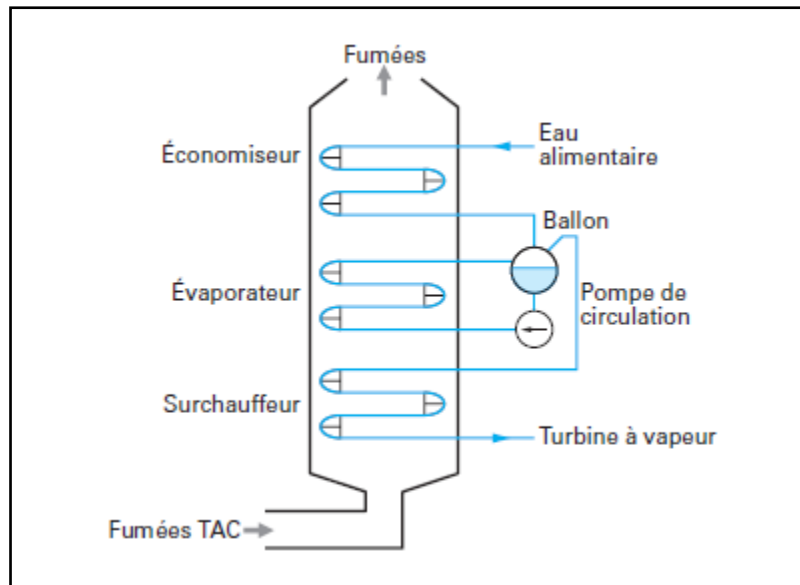 Fumées
Économiseur
Eau
alimentaire
Ballon
Évaporateur
Pompe de
circulation
Surchauffeur
Turbine à vapeur
Fumées TAC